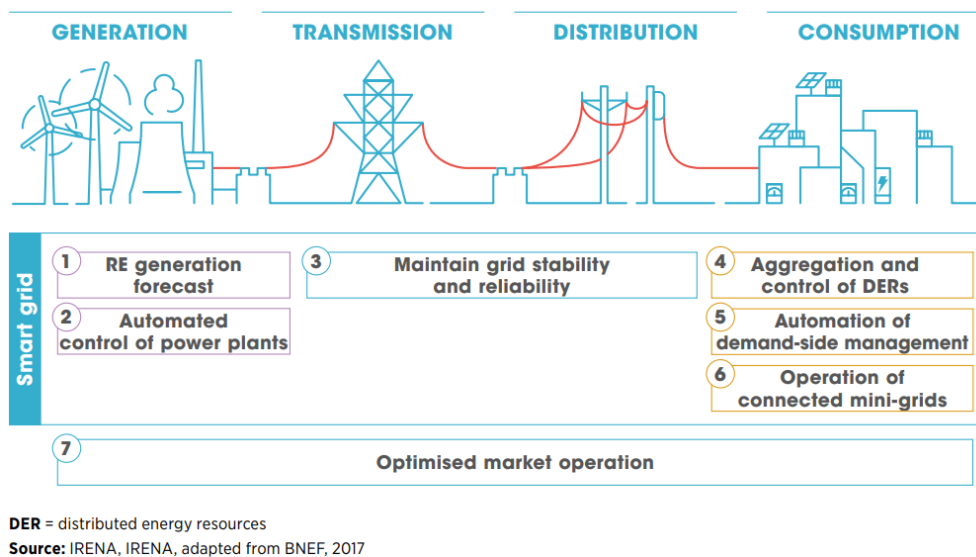 GENERATION
TRANSMISSION
DISTRIBUTION
CONSUMPTION
Smart grid
1
RE generation
forecast
2
Automated
control of power plants
3
Maintain grid stability
and reliability
4
Aggregation and
control of DERs
5
Automation of
demand-side management
6
Operation of
connected mini-grids
7
Optimised market operation
DER = distributed energy resources
Source: IRENA, IRENA, adapted from BNEF, 2017